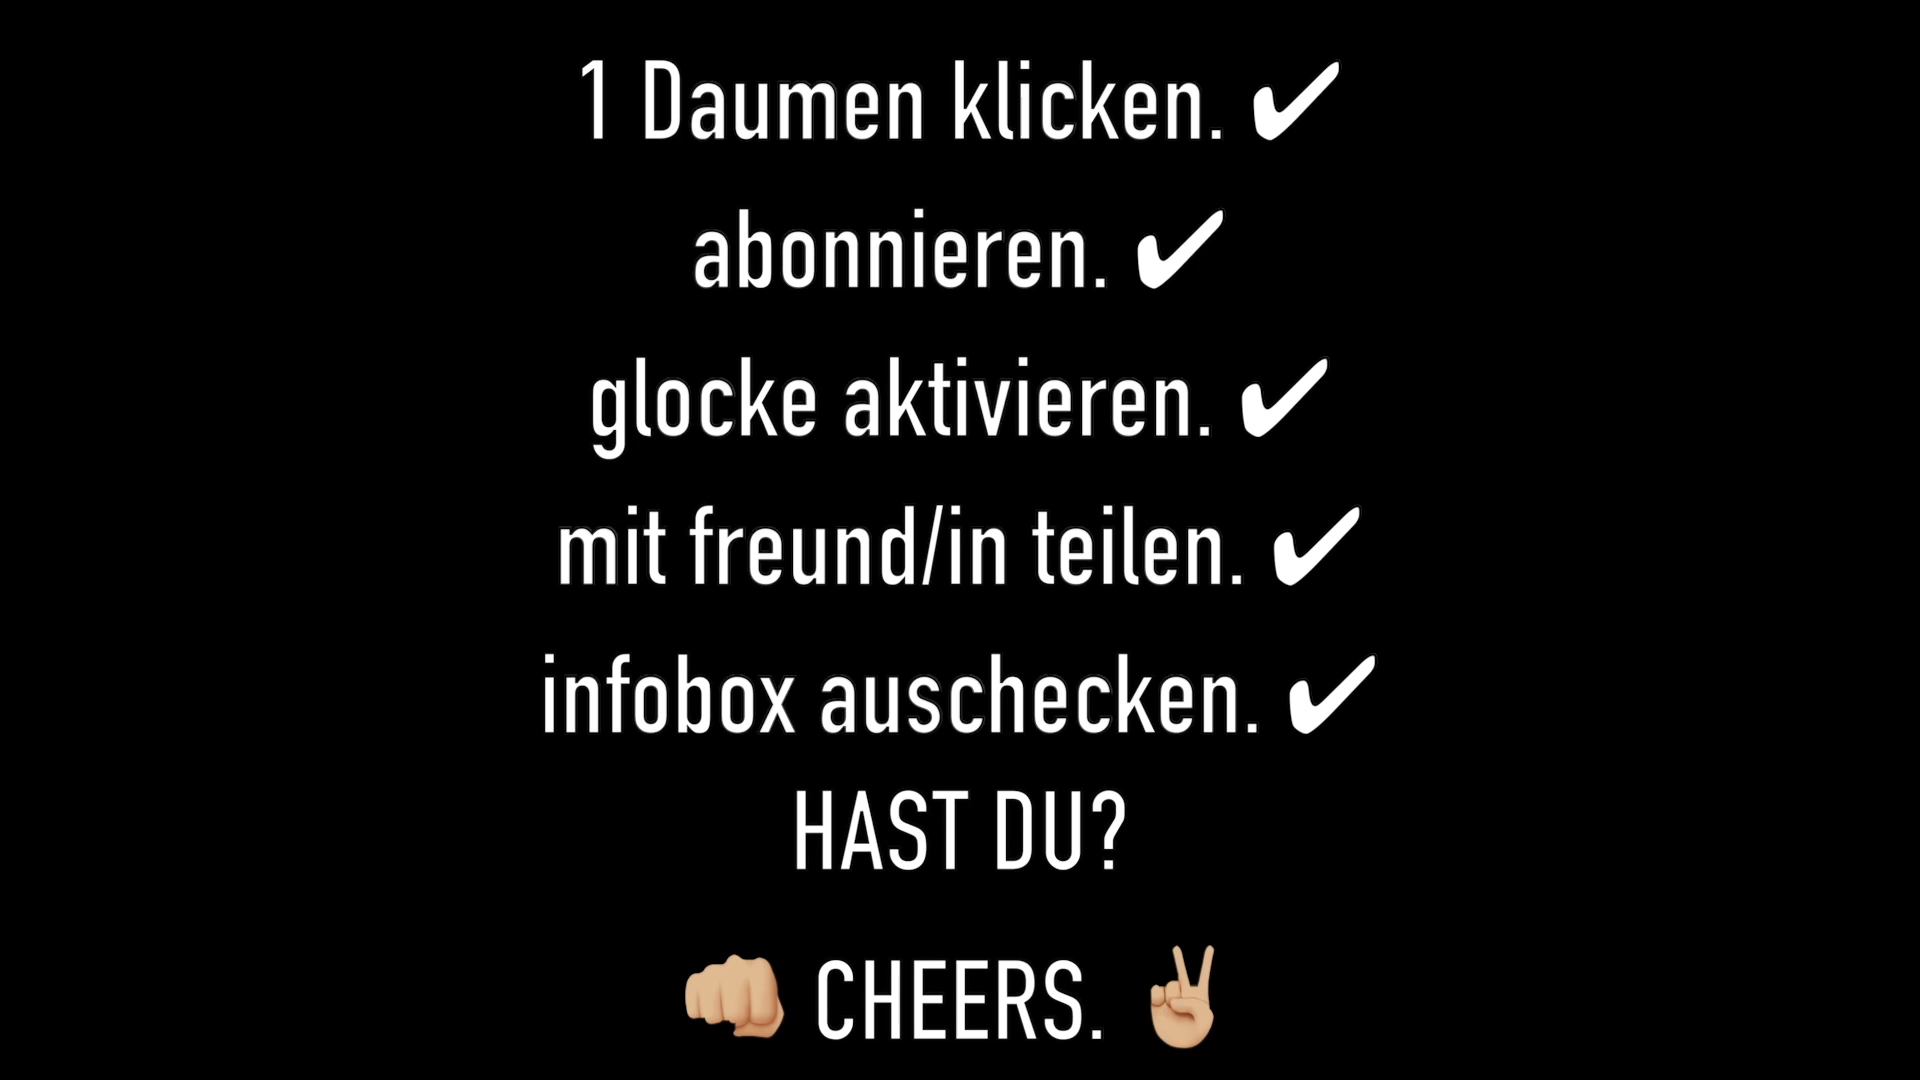 1 Daumen klicken. ✔
abonnieren. ✔
glocke aktivieren. ✔
mit freund/in teilen. ✔
infobox auschecken. ✔
HAST DU?
👊🏼 CHEERS. ✌🏼